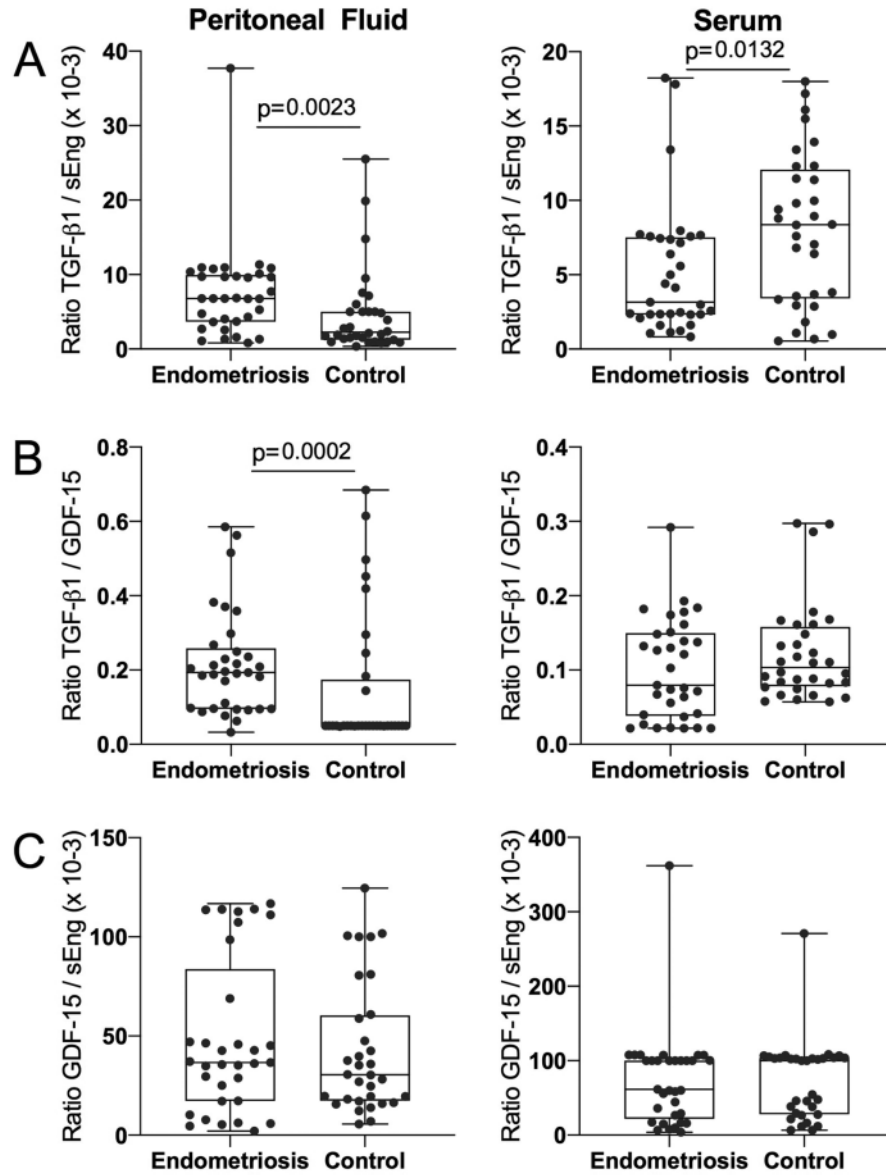 Peritoneal Fluid
Serum
A
Ratio TGF-β1 / sEng (x 10-3)
40
30
20
10
0
p=0.0023
Endometriosis Control
Ratio TGF-β1 / sEng (x 10-3)
20
15
10
5
0
p=0.0132
Endometriosis Control
B
Ratio TGF-β1 / GDF-15
0.8
0.6
0.4
0.2
0.0
p=0.0002
Endometriosis Control
Ratio TGF-β1 / GDF-15
0.4
0.3
0.2
0.1
0.0
Endometriosis Control
C
Ratio GDF-15 / sEng (x 10-3)
150
100
50
0
Endometriosis Control
Ratio GDF-15 / sEng (x 10-3)
400
300
200
100
0
Endometriosis Control